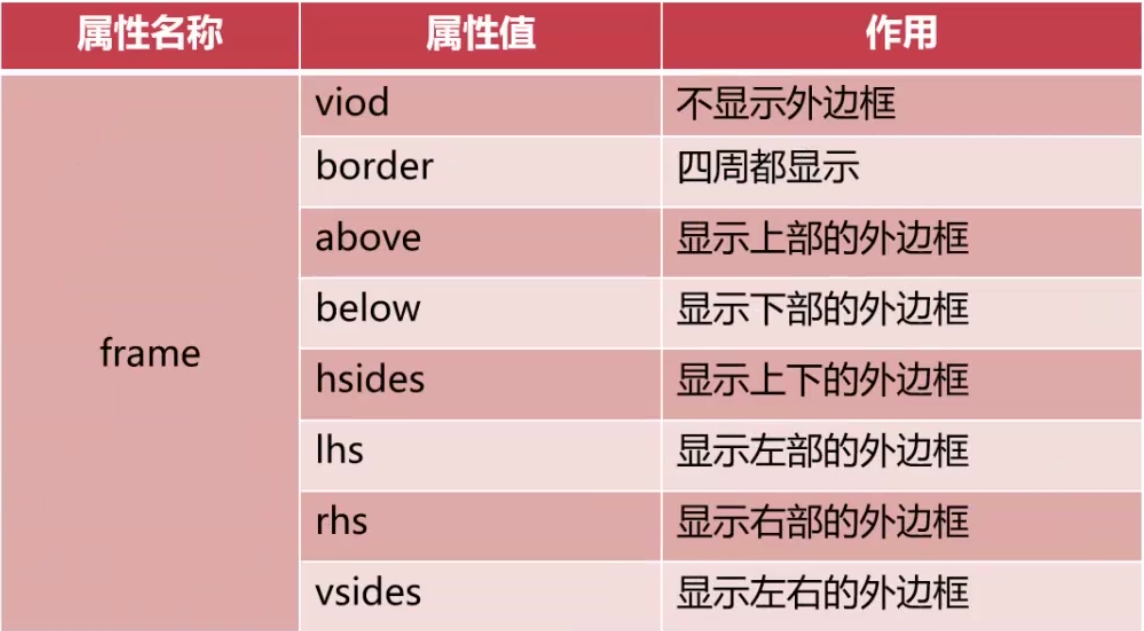 属性名称 属性值 作用
viod 不显示外边框
border 四周都显示
above 显示上部的外边框
below 显示下部的外边框
frame
hsides 显示上下的外边框
lhs 显示左部的外边框
rhs 显示右部的外边框
vsides 显示左右的外边框